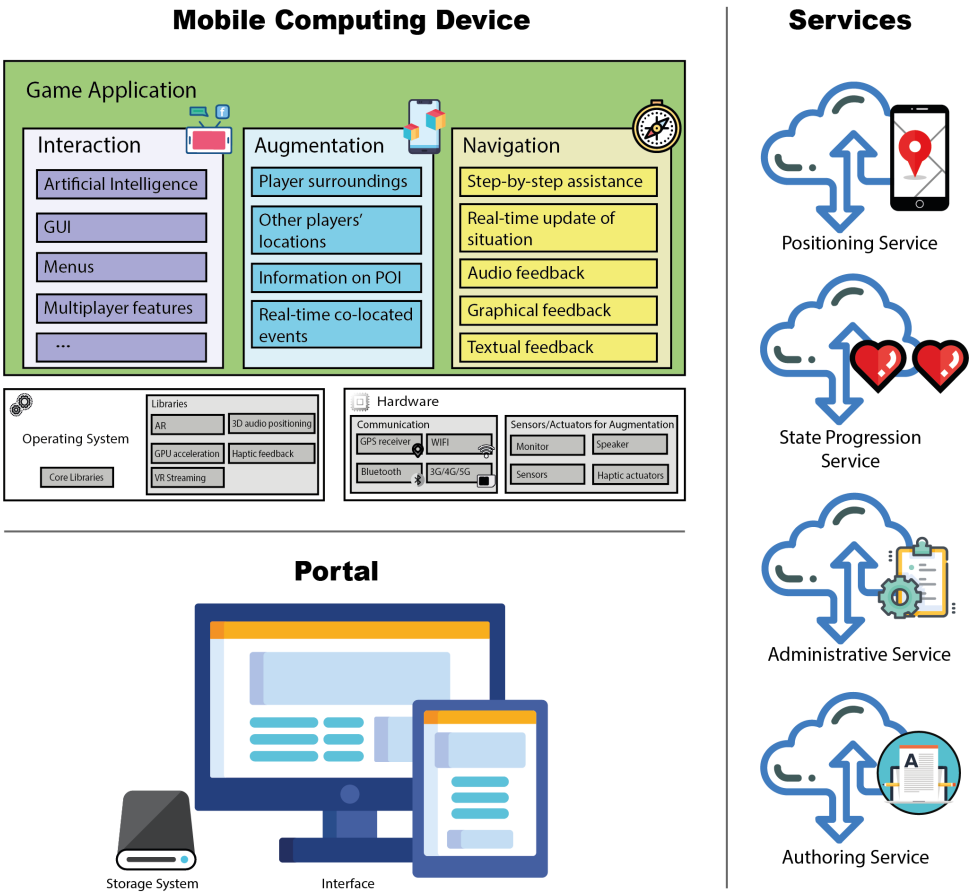 Mobile Computing Device
Game Application
Interaction
Artificial Intelligence
GUI
Menus
Multiplayer features
...
Augmentation
Player surroundings
Other players’
locations
Information on POI
Real-time co-located
events
Navigation
Step-by-step assistance
Real-time update of
situation
Audio feedback
Graphical feedback
Textual feedback
Operating System
Core Libraries
Libraries
AR
3D audio positioning
GPU acceleration
Haptic feedback
VR Streaming
Hardware
Communication
GPS receiver
WIFI
Bluetooth
3G/4G/5G
Sensors/Actuators for Augmentation
Monitor
Speaker
Sensors
Haptic actuators
Portal
Storage System
Interface
Services
Positioning Service
State Progression
Service
Administrative Service
A
Authoring Service